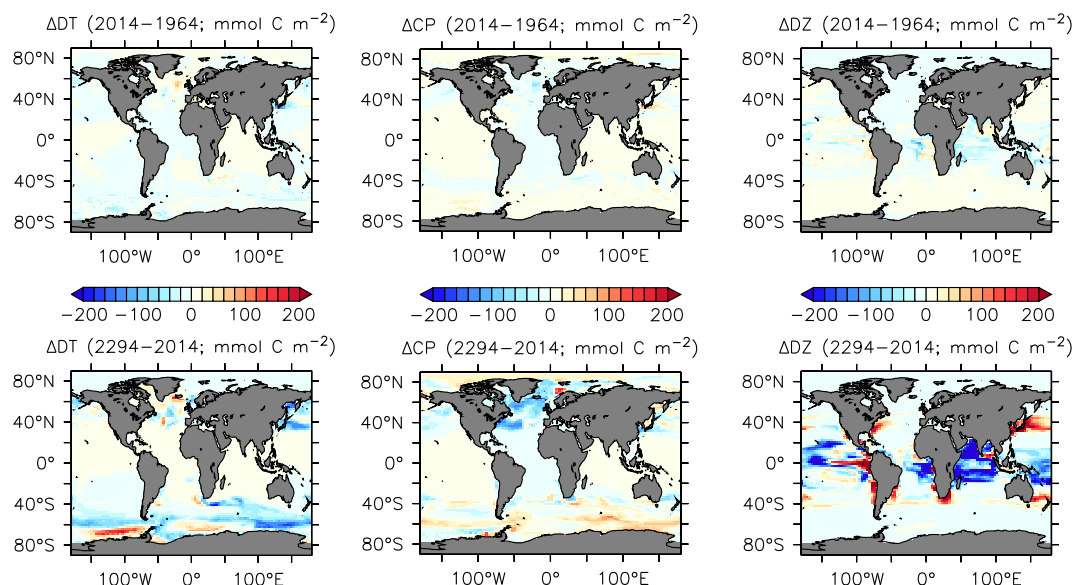 ΔDT (2014−1964; mmol C m⁻²)
ΔCP (2014−1964; mmol C m⁻²)
ΔDZ (2014−1964; mmol C m⁻²)
80°N 80°N 80°N
40°N 40°N 40°N
0° 0° 0°
40°S 40°S 40°S
80°S 80°S 80°S
100°W 0° 100°E 100°W 0° 100°E 100°W 0° 100°E
−200 −100 0 100 200 −200 −100 0 100 200 −200 −100 0 100 200
ΔDT (2294−2014; mmol C m⁻²)
ΔCP (2294−2014; mmol C m⁻²)
ΔDZ (2294−2014; mmol C m⁻²)
80°N 80°N 80°N
40°N 40°N 40°N
0° 0° 0°
40°S 40°S 40°S
80°S 80°S 80°S
100°W 0° 100°E 100°W 0° 100°E 100°W 0° 100°E